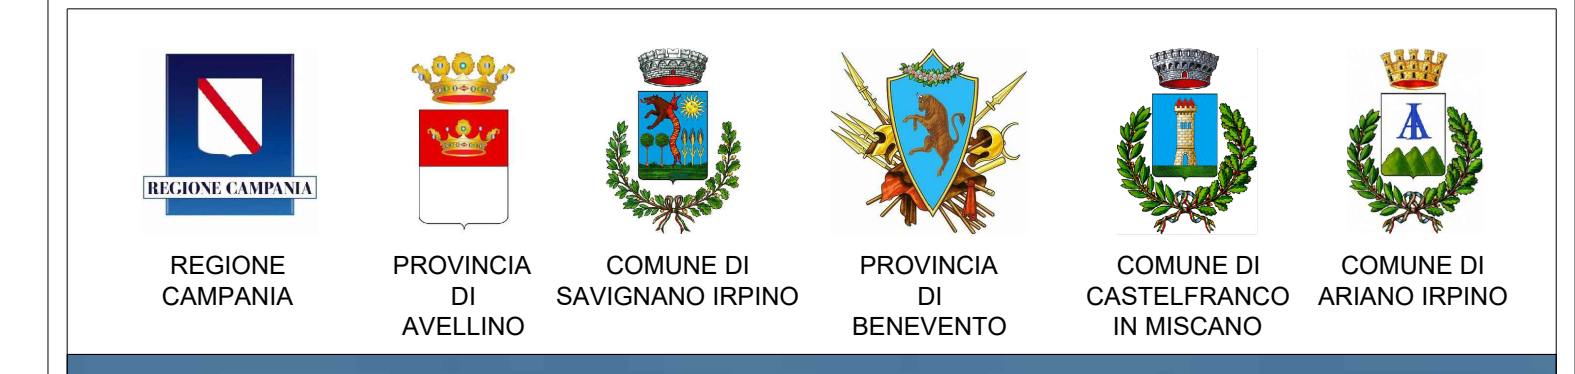 REGIONE CAMPANIA
AI
REGIONE
CAMPANIA
PROVINCIA
DI
AVELLINO
COMUNE DI
SAVIGNANO IRPINO
PROVINCIA
DI
BENEVENTO
COMUNE DI
CASTELFRANCO
IN MISCANO
COMUNE DI
ARIANO IRPINO